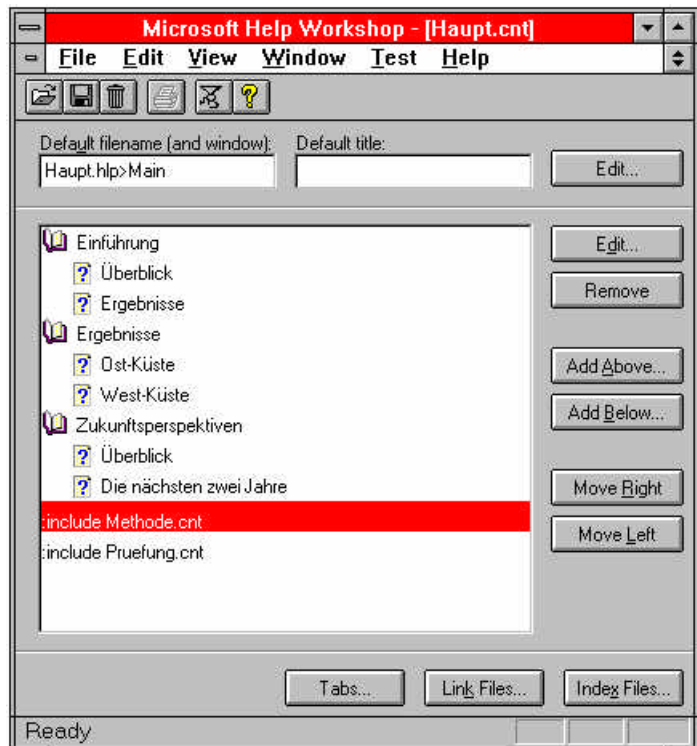 Microsoft Help Workshop - [Haupt.cnt]
File Edit View Window Test Help
Default filename (and window): Default title:
Haupt.hlp>Main
Edit...
Einführung
Überblick
Ergebnisse
Ergebnisse
Ost-Küste
West-Küste
Zukunftsperspektiven
Überblick
Die nächsten zwei Jahre
:include Methode.cnt
:include Pruefung.cnt
Edit...
Remove
Add Above...
Add Below...
Move Right
Move Left
Tabs... Link Files... Index Files...
Ready